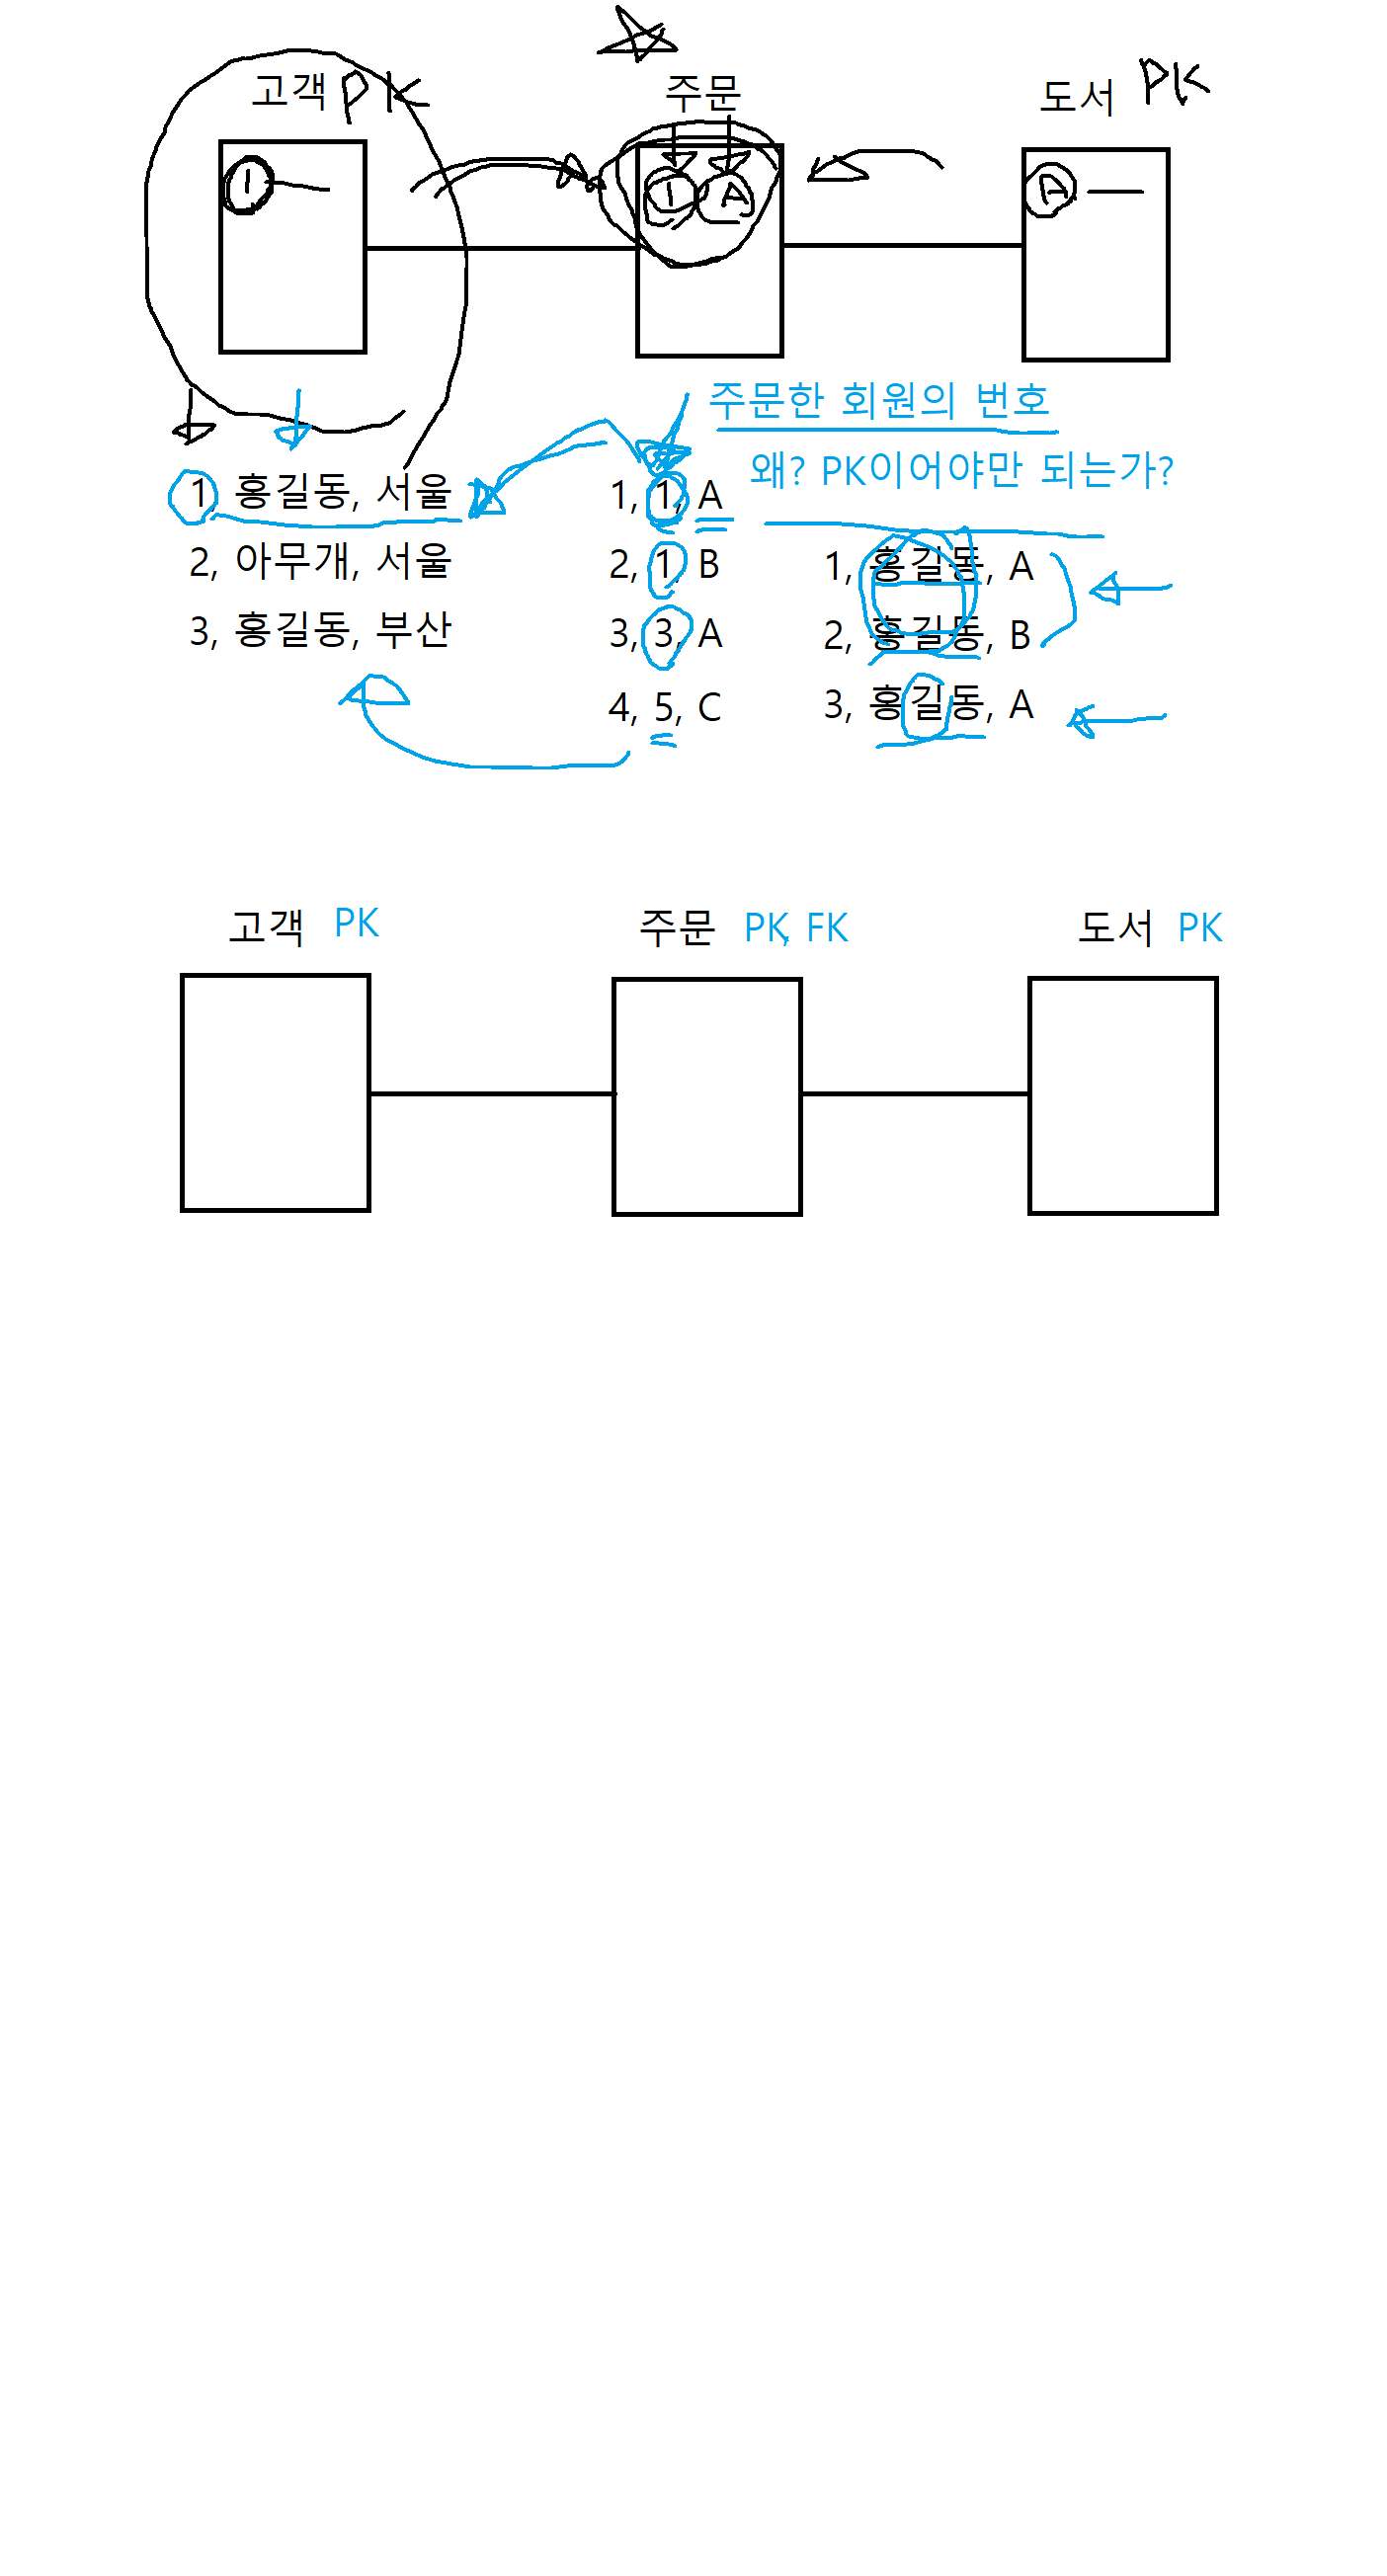 고객 PK
주문
도서 PK
1 1 A A
주문한 회원의 번호
왜? PK이어야만 되는가?
1, 홍길동, 서울
2, 아무개, 서울
3, 홍길동, 부산
1, 1, A
2, 1, B
3, 3, A
4, 5, C
1, 홍길동, A
2, 홍길동, B
3, 홍길동, A
고객 PK
주문 PK, FK
도서 PK